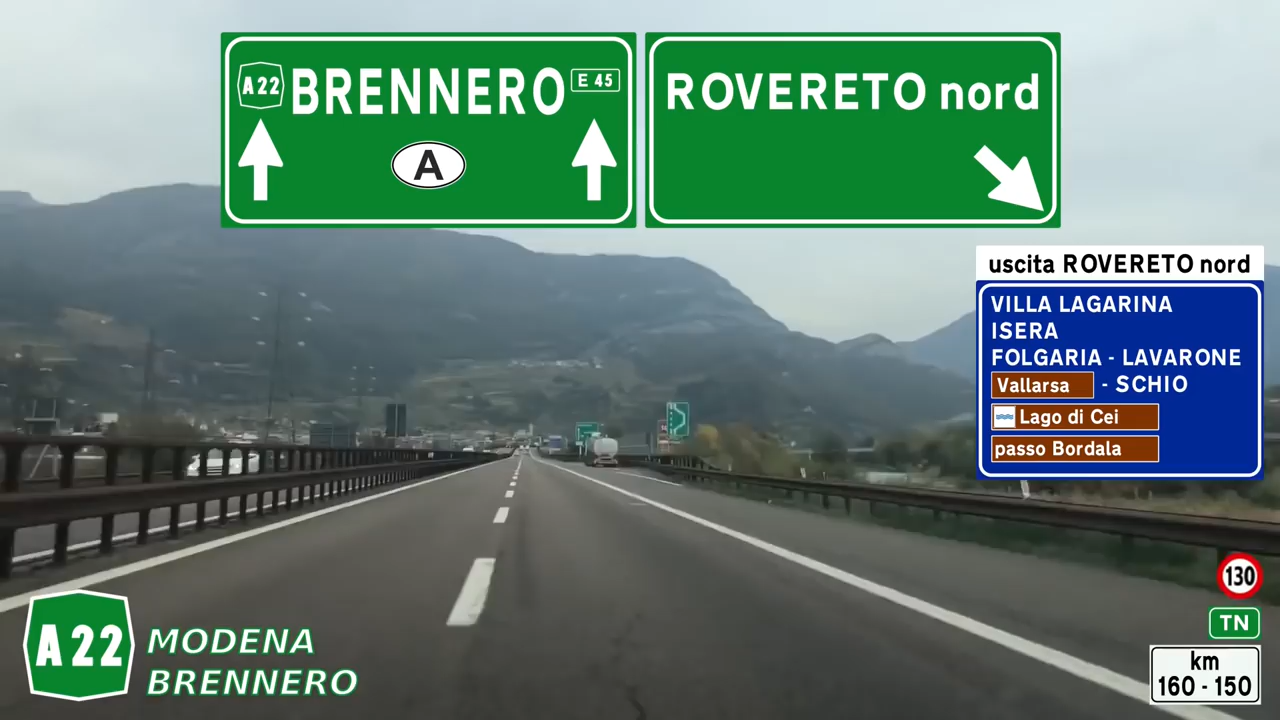 A22 BRENNERO E 45
A
ROVERETO nord
uscita ROVERETO nord
VILLA LAGARINA
ISERA
FOLGARIA - LAVARONE
Vallarsa - SCHIO
Lago di Cei
passo Bordala
130
TN
km
160 - 150
A22
MODENA
BRENNERO